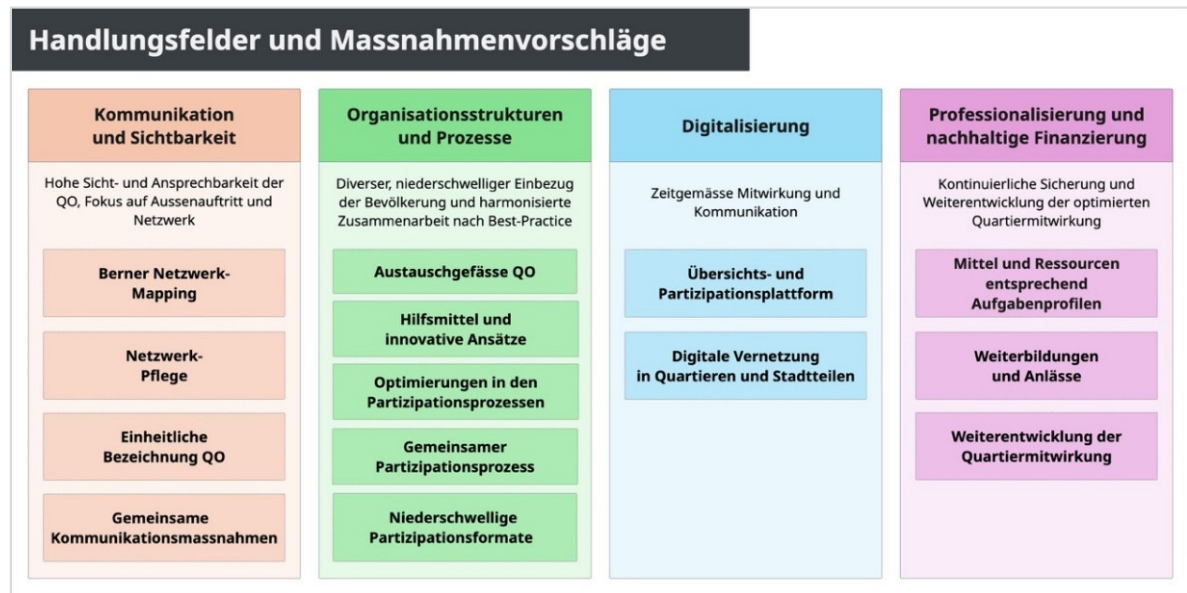 Handlungsfelder und Massnahmenvorschläge
Kommunikation
und Sichtbarkeit
Hohe Sicht- und Ansprechbarkeit der
QO, Fokus auf Aussenauftritt und
Netzwerk
Berner Netzwerk-
Mapping
Netzwerk-
Pflege
Einheitliche
Bezeichnung QO
Gemeinsame
Kommunikationsmassnahmen
Organisationsstrukturen
und Prozesse
Diverser, niederschwelliger Einbezug
der Bevölkerung und harmonisierte
Zusammenarbeit nach Best-Practice
Austauschgefässe QO
Hilfsmittel und
innovative Ansätze
Optimierungen in den
Partizipationsprozessen
Gemeinsamer
Partizipationsprozess
Niederschwellige
Partizipationsformate
Digitalisierung
Zeitgemässe Mitwirkung und
Kommunikation
Übersichts- und
Partizipationsplattform
Digitale Vernetzung
in Quartieren und Stadtteilen
Professionalisierung und
nachhaltige Finanzierung
Kontinuierliche Sicherung und
Weiterentwicklung der optimierten
Quartiermitwirkung
Mittel und Ressourcen
entsprechend
Aufgabenprofilen
Weiterbildungen
und Anlässe
Weiterentwicklung der
Quartiermitwirkung